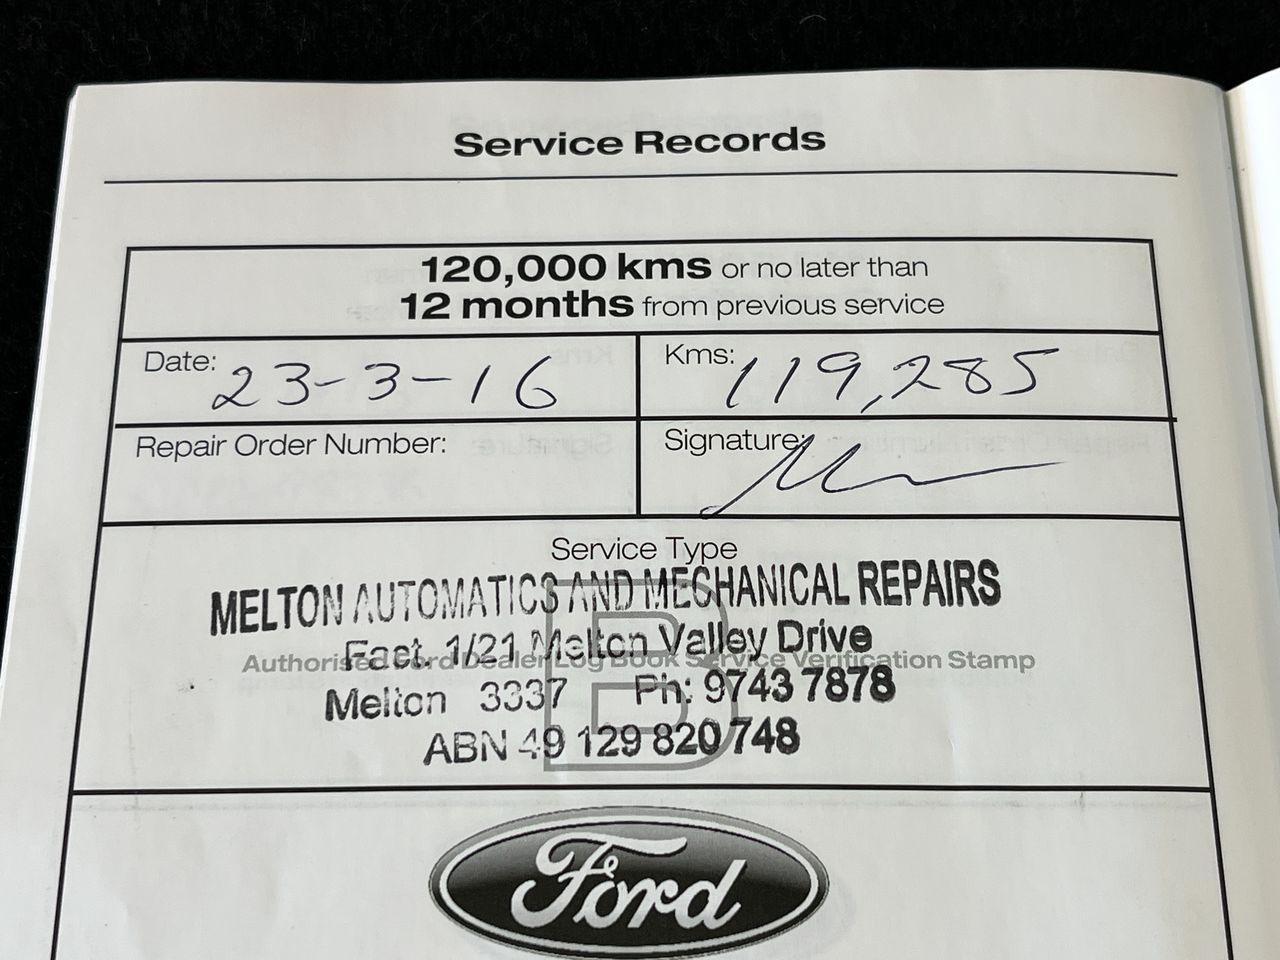 Service Records
120,000 kms or no later than
12 months from previous service
Date: 23-3-16
Kms: 119,285
Repair Order Number:
Signature:
Service Type
B
MELTON AUTOMATICS AND MECHANICAL REPAIRS
Fact. 1/21 Melton Valley Drive
Authorised Ford Dealer Log Book Service Verification Stamp
Melton 3337 Ph: 9743 7878
ABN 49 129 820 748
Ford